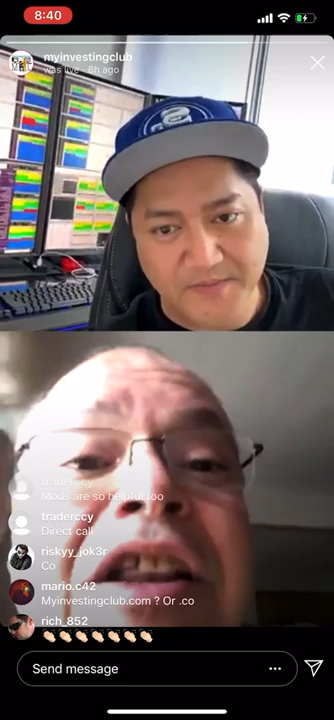 8:40
myinvestingclub
was live · 8h ago
traderccy
Mods are so helpful too
traderccy
Direct call
riskyy_jok3r
Co
mario.c42
Myinvestingclub.com ? Or .co
rich_852
👏🏻👏🏻👏🏻👏🏻👏🏻👏🏻👏🏻
Send message